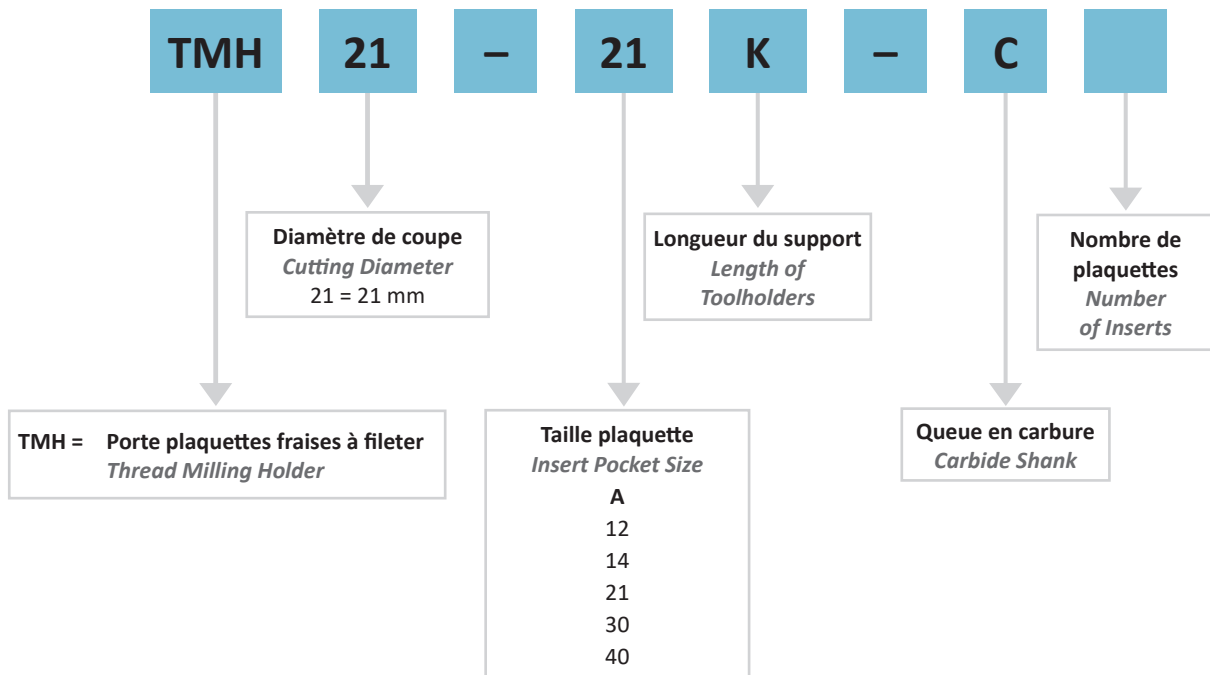 TMH 21 – 21 K – C
Diamètre de coupe
Cutting Diameter
21 = 21 mm
Longueur du support
Length of
Toolholders
Nombre de
plaquettes
Number
of Inserts
TMH = Porte plaquettes fraises à fileter
Thread Milling Holder
Taille plaquette
Insert Pocket Size
A
12
14
21
30
40
Queue en carbure
Carbide Shank